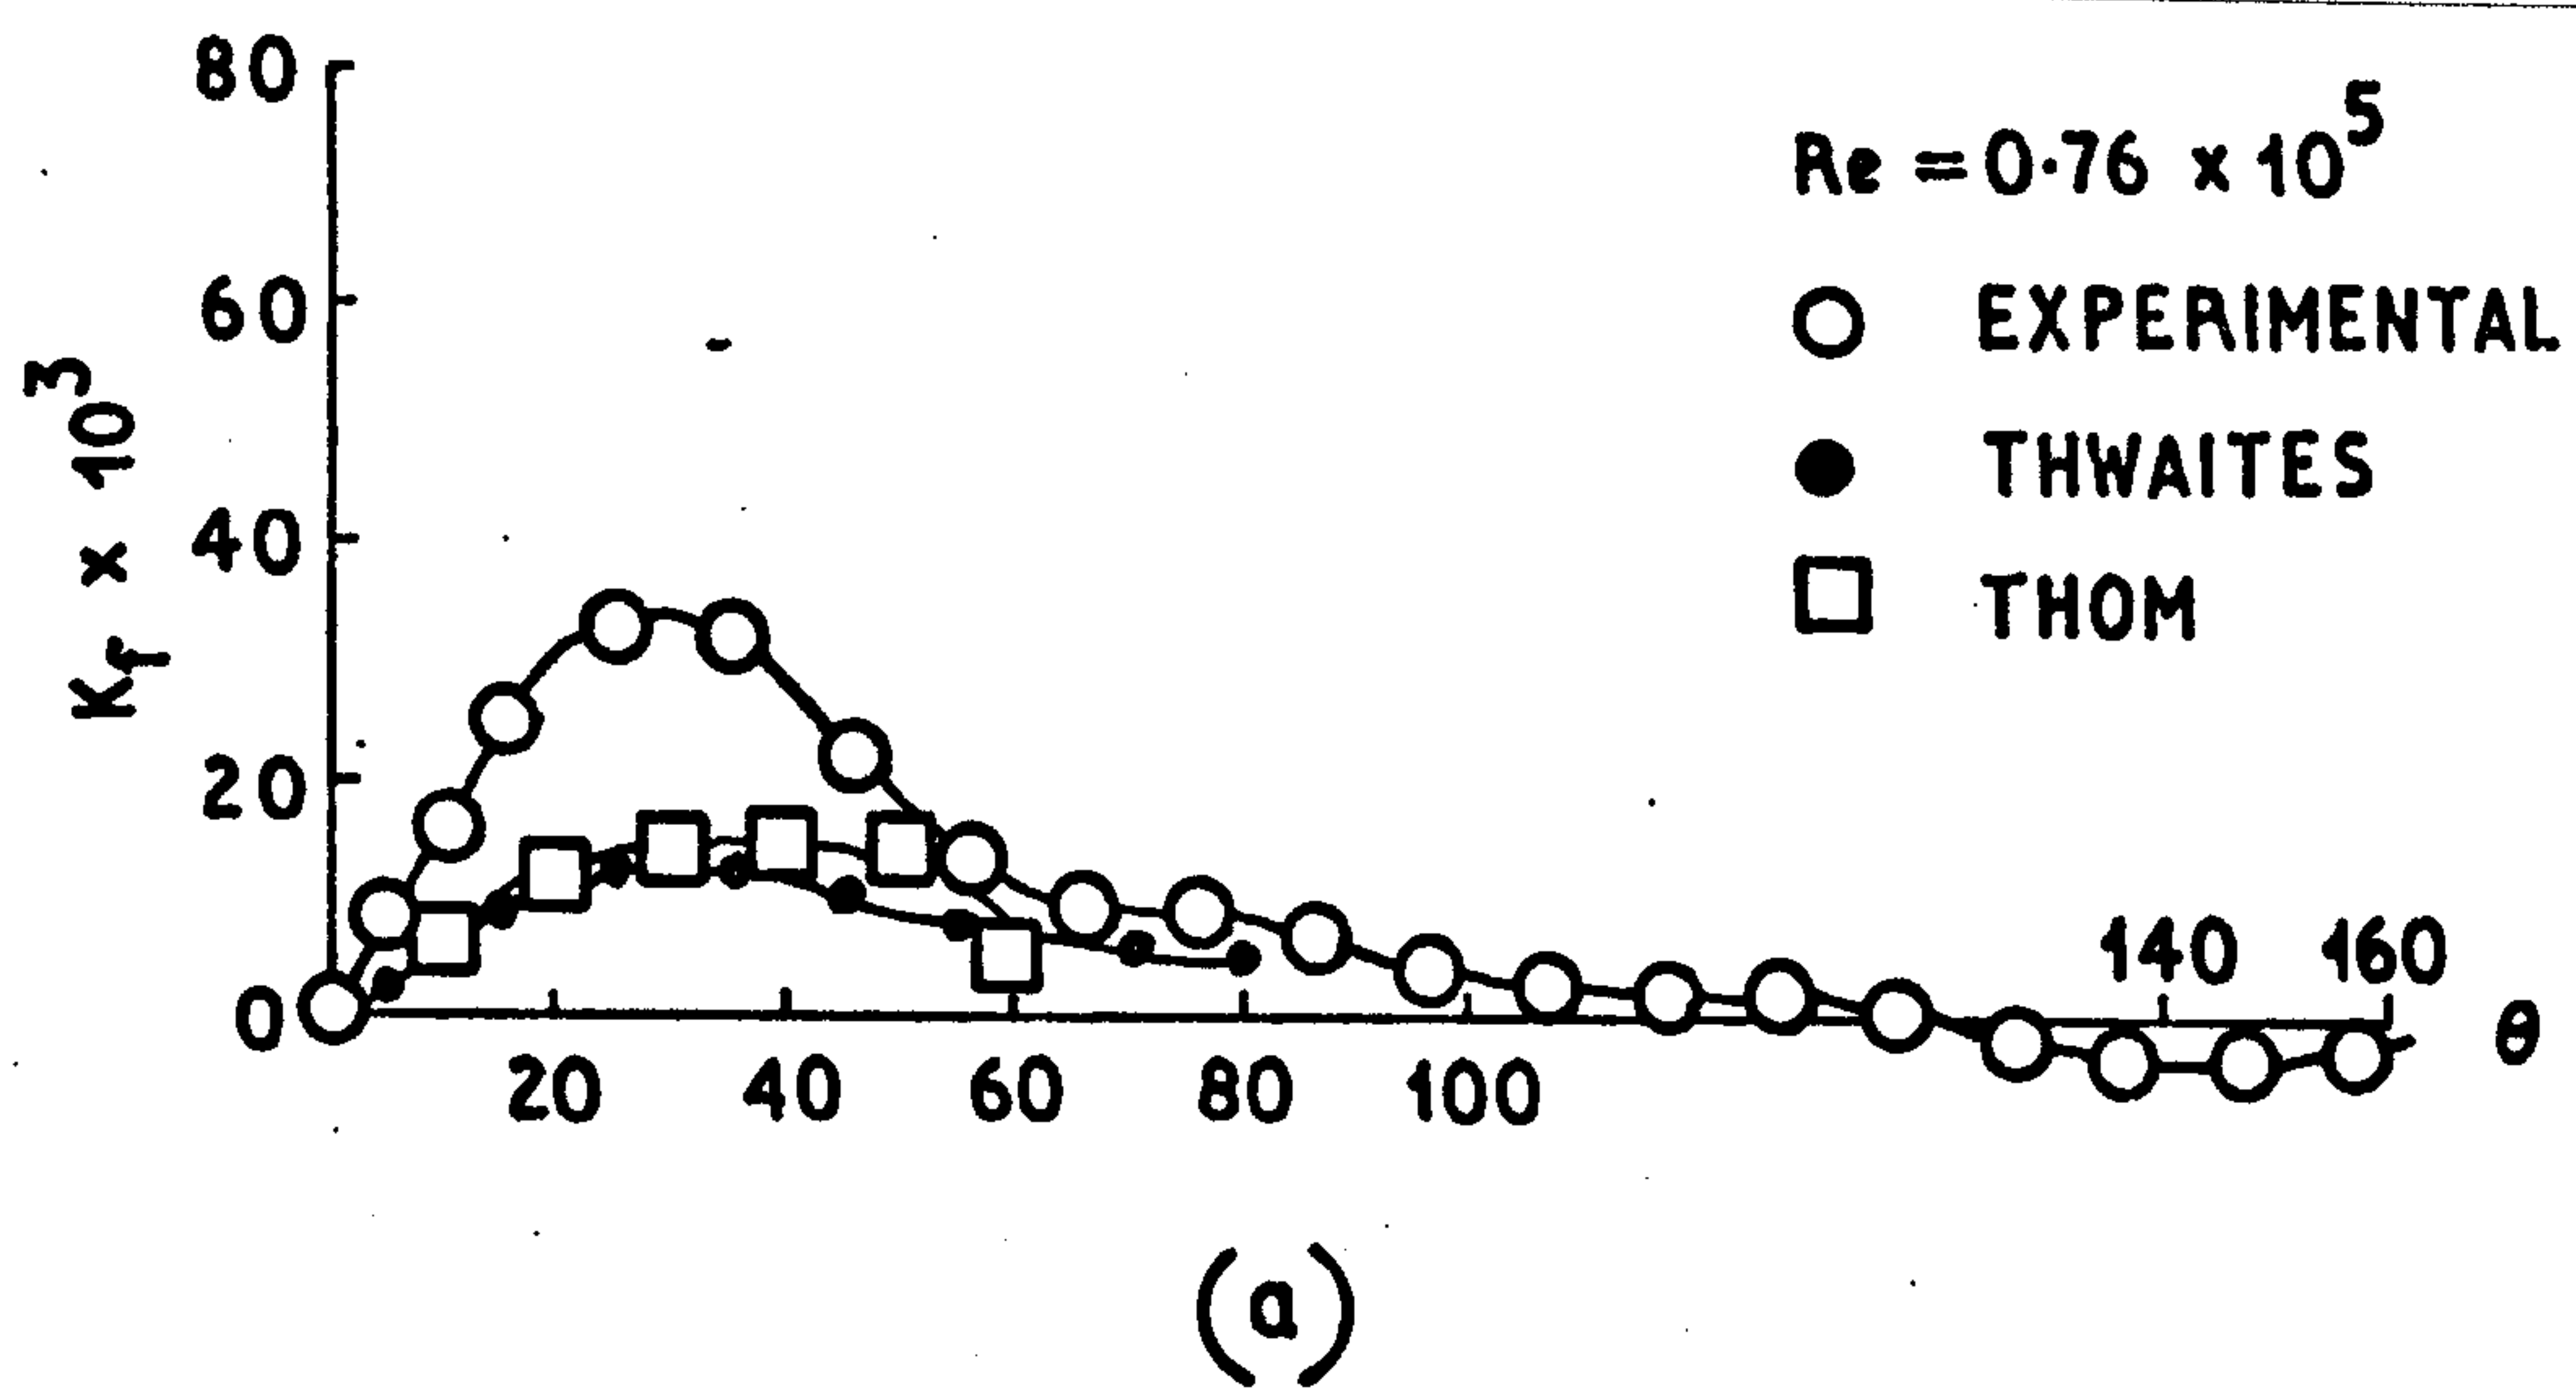 80
60
40
20
0
K_f x 10^3
Re = 0·76 x 10^5
EXPERIMENTAL
THWAITES
THOM
20 40 60 80 100 140 160 θ
(a)